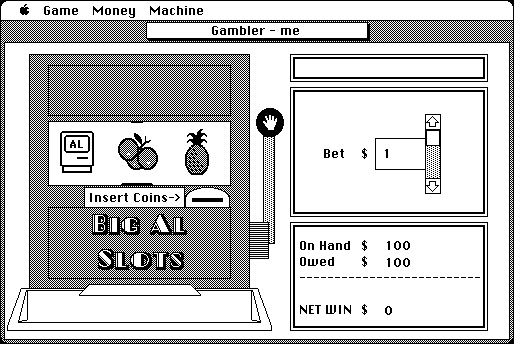 Game Money Machine
Gambler - me
AL
Insert Coins->
BIG AL
SLOTS
Bet $ 1
On Hand $ 100
Owed $ 100
NET WIN $ 0